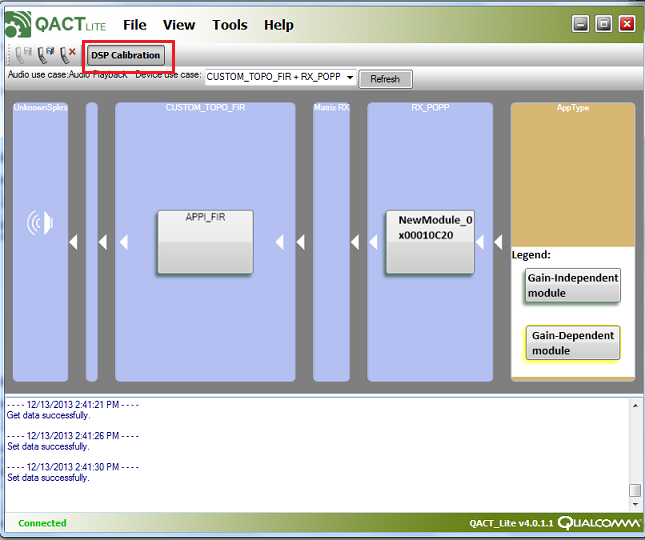 QACT LITE File View Tools Help
DSP Calibration
Audio use case:Audio Playback Device use case: CUSTOM_TOPO_FIR + RX_POPP Refresh
UnknownSpkrs CUSTOM_TOPO_FIR Matrix RX RX_POPP AppType
APPI_FIR
NewModule_0
x00010C20
Legend:
Gain-Independent
module
Gain-Dependent
module
- - - - 12/13/2013 2:41:21 PM - - - -
Get data successfully.
- - - - 12/13/2013 2:41:26 PM - - - -
Set data successfully.
- - - - 12/13/2013 2:41:30 PM - - - -
Set data successfully.
Connected QACT_Lite v4.0.1.1 QUALCOMM